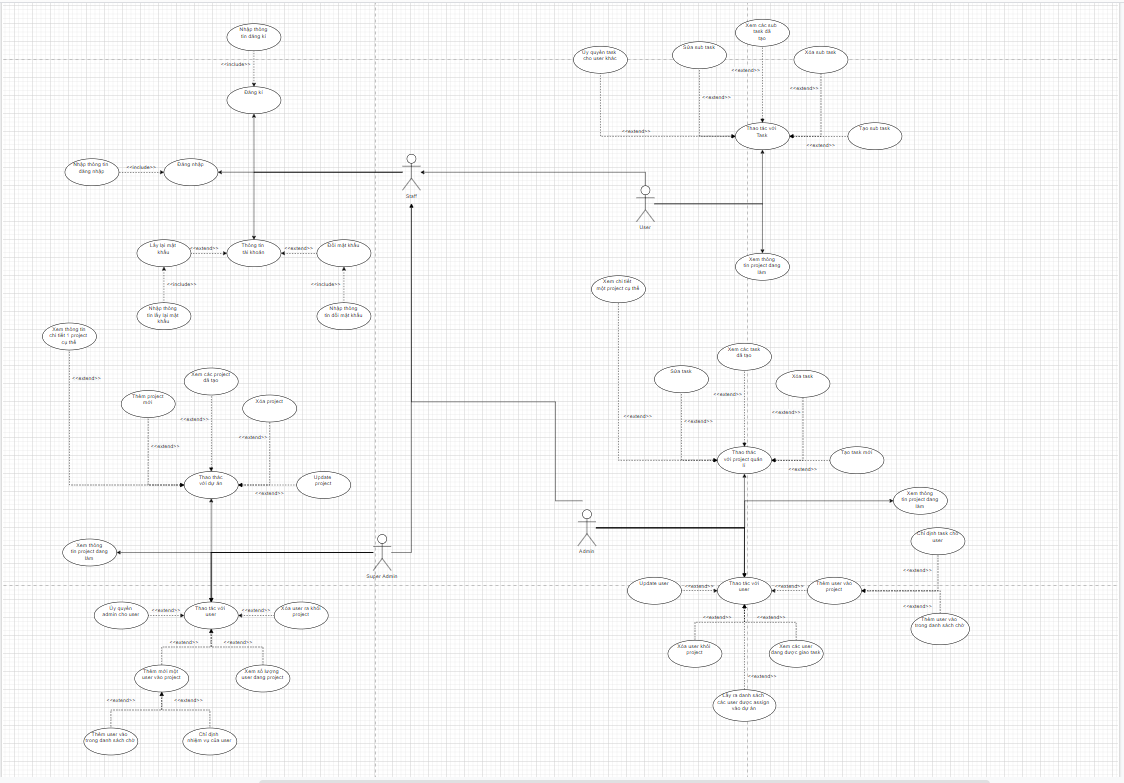 Nhập thông
tin đăng kí
<<include>>
Đăng kí
Nhập thông tin
đăng nhập
<<include>>
Đăng nhập
Staff
Lấy lại mật
khẩu
<<extend>>
Thông tin
tài khoản
<<extend>>
Đổi mật khẩu
<<include>>
<<include>>
Nhập thông
tin lấy lại mật
khẩu
Nhập thông
tin đổi mật khẩu
Xem các sub
task đã
tạo
Ủy quyền task
cho user khác
Sửa sub task
Xóa sub task
<<extend>>
<<extend>>
<<extend>>
<<extend>>
Thao tác với
Task
Tạo sub task
<<extend>>
User
Xem thông
tin project đang
làm
Xem thông tin
chi tiết 1 project
cụ thể
<<extend>>
Xem các project
đã tạo
Thêm project
mới
Xóa project
<<extend>>
<<extend>>
<<extend>>
Thao thác
với dự án
<<extend>>
Update
project
Xem thông
tin project đang
làm
Super Admin
Ủy quyền
admin cho user
<<extend>>
Thao tác với
user
<<extend>>
Xóa user ra khỏi
project
<<extend>>
<<extend>>
Thêm mới một
user vào project
Xem số lượng
user đang project
<<extend>>
<<extend>>
Thêm user vào
trong danh sách chờ
Chỉ định
nhiệm vụ của user
Xem chi tiết
một project cụ thể
Xem các task
đã tạo
Sửa task
Xóa task
<<extend>>
<<extend>>
<<extend>>
<<extend>>
Thao thác
với project quản
lí
Tạo task mới
<<extend>>
Xem thông
tin project đang
làm
Admin
Chỉ định task cho
user
<<extend>>
Update user
<<extend>>
Thao tác với
user
<<extend>>
Thêm user vào
project
<<extend>>
Thêm user vào
trong danh sách chờ
<<extend>>
<<extend>>
Xóa user khỏi
project
Xem các user
đang được giao task
<<extend>>
Lấy ra danh sách
các user được assign
vào dự án